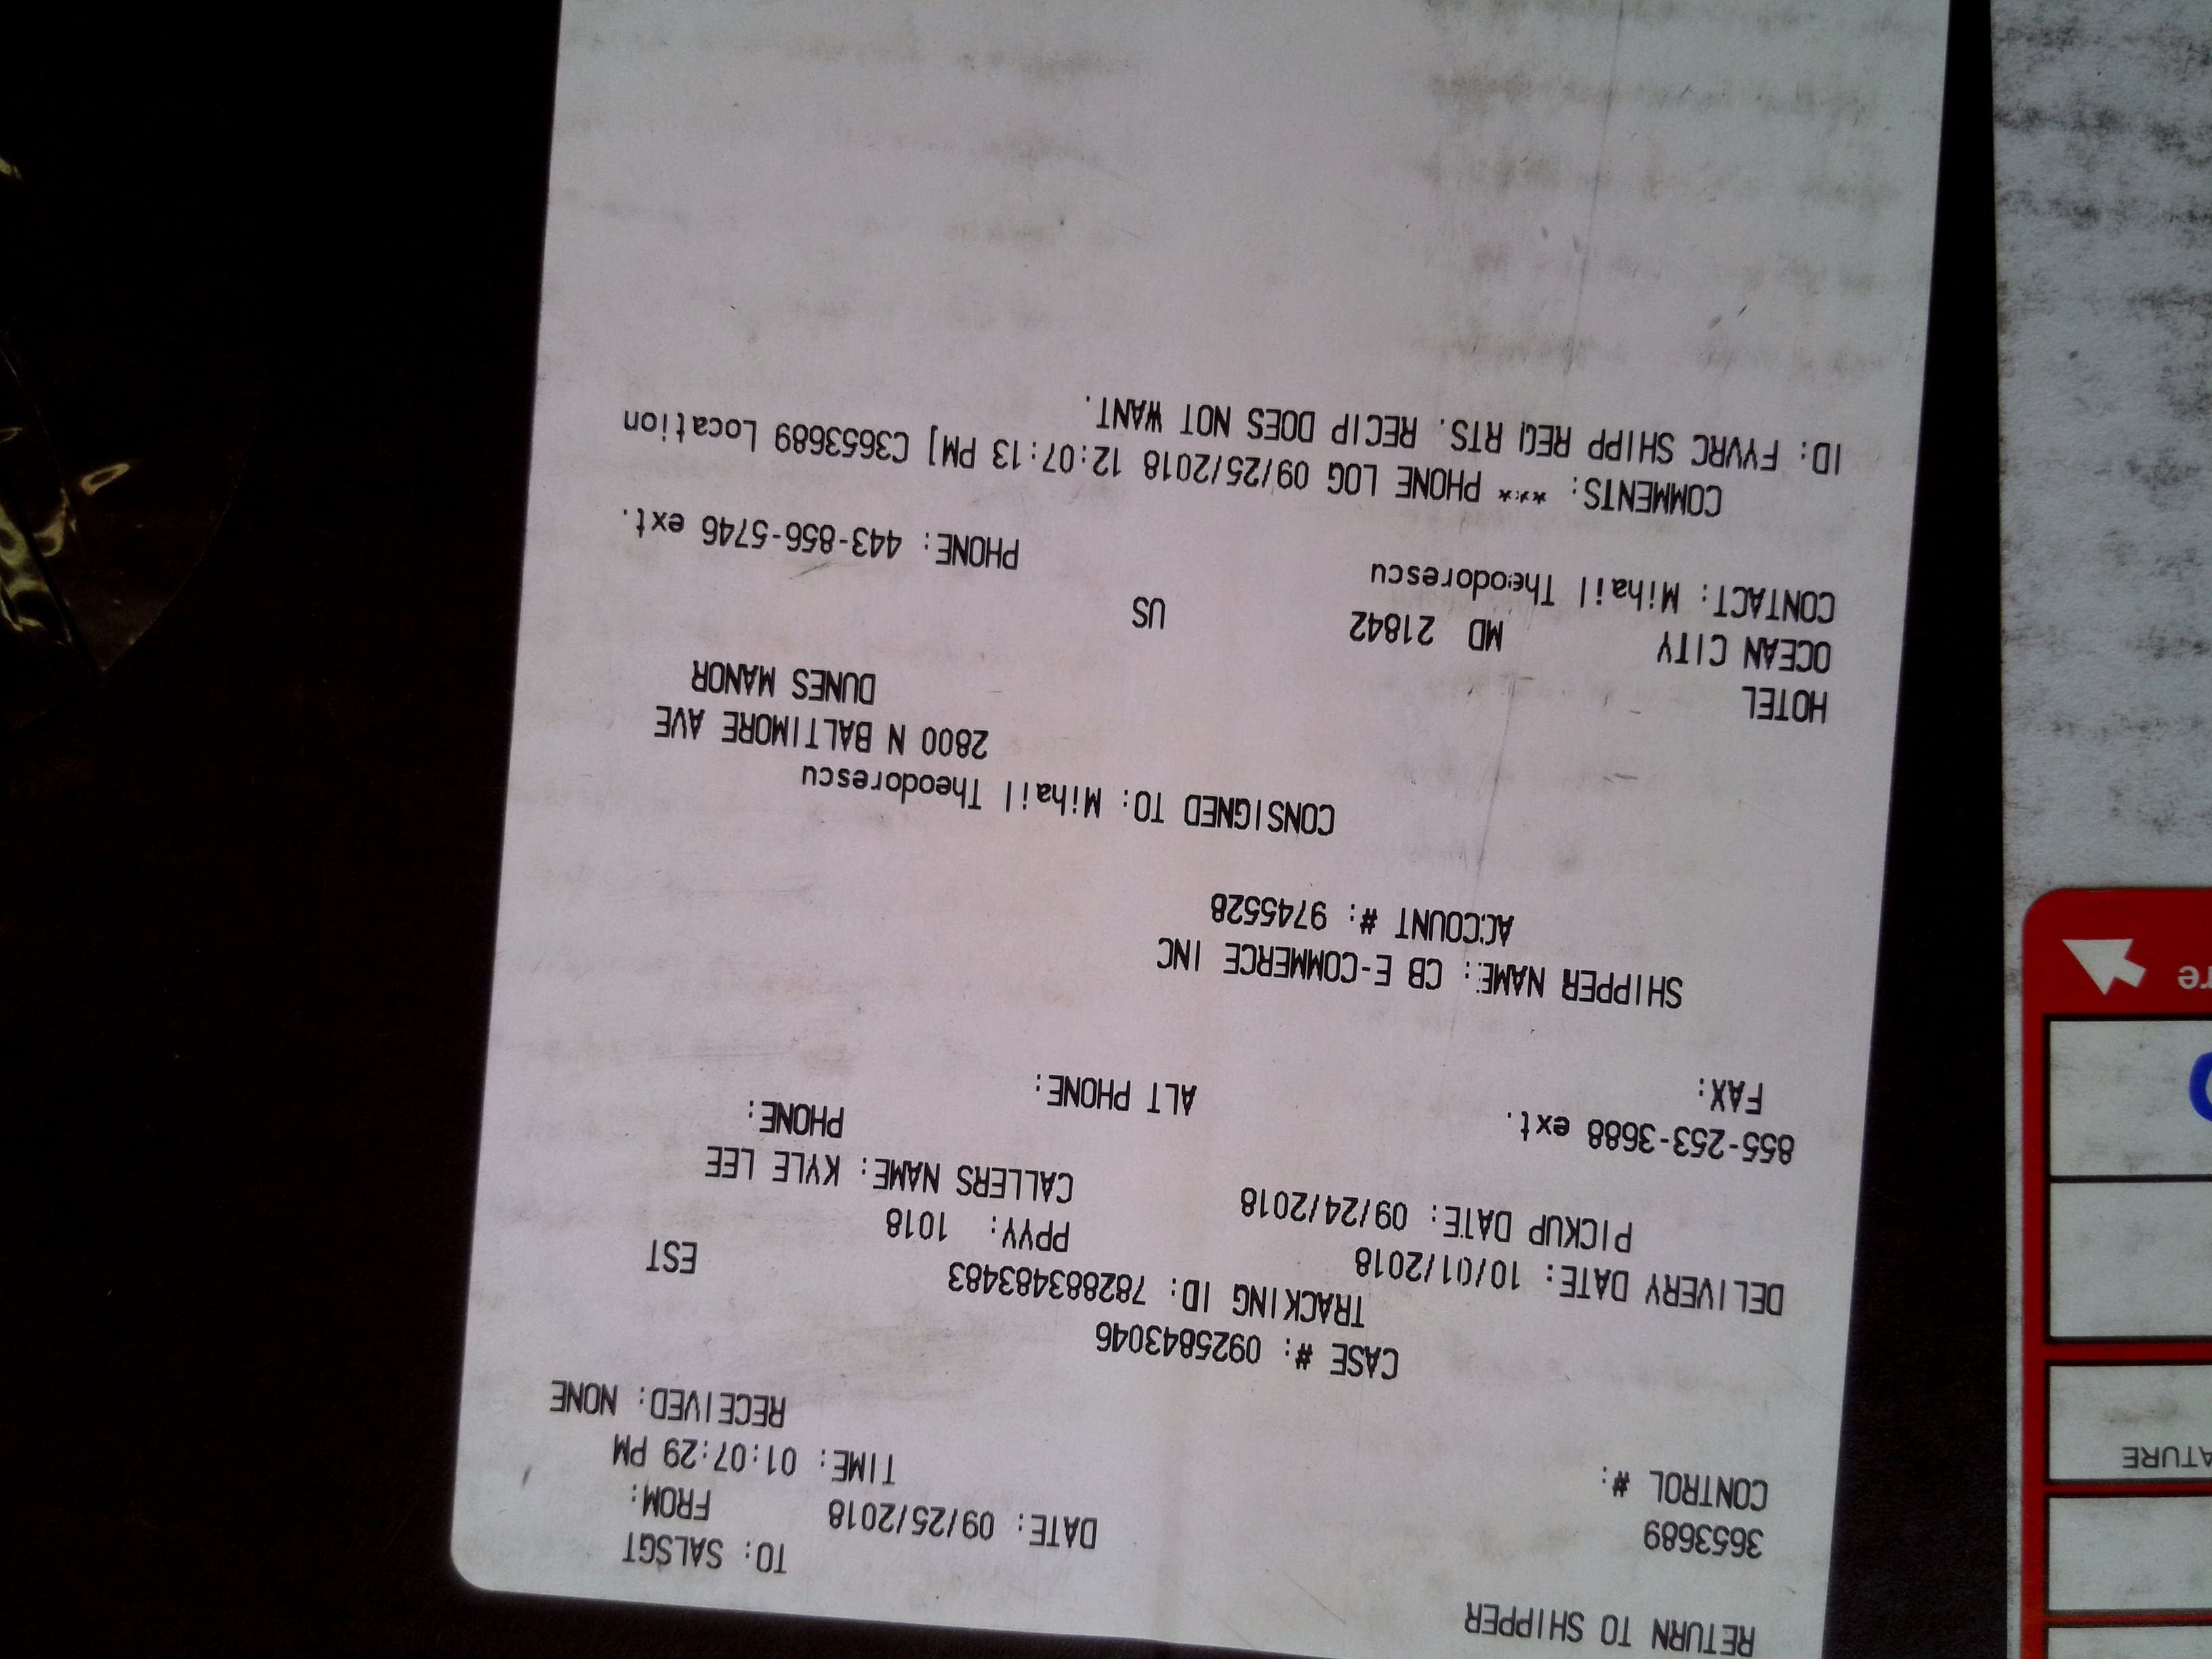 RETURN TO SHIPPER
TO: SALSGT
3653689 DATE: 09/25/2018 FROM:
CONTROL #: TIME: 01:07:29 PM
RECEIVED: NONE
CASE #: 0925843046
TRACKING ID: 782883483483 EST
DELIVERY DATE: 10/01/2018 PPYY: 1018
PICKUP DATE: 09/24/2018 CALLERS NAME: KYLE LEE
PHONE:
855-253-3688 ext.
FAX: ALT PHONE:
SHIPPER NAME: CB E-COMMERCE INC
ACCOUNT #: 9745528
CONSIGNED TO: Mihail Theodorescu
2800 N BALTIMORE AVE
DUNES MANOR
HOTEL
OCEAN CITY MD 21842 US
CONTACT: Mihail Theodorescu PHONE: 443-856-5746 ext.
COMMENTS: *** PHONE LOG 09/25/2018 12:07:13 PM] C3653689 Location
ID: FYVRC SHIPP REQ RTS. RECIP DOES NOT WANT.
ATURE
re